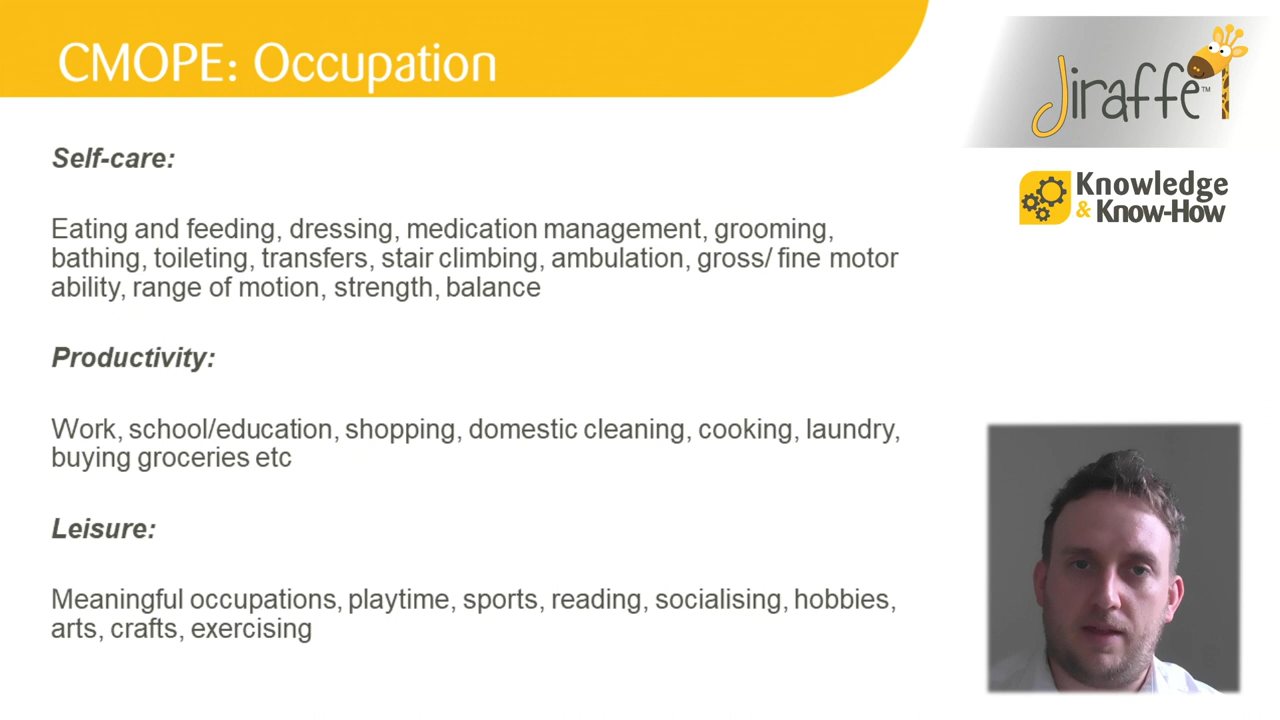 CMOPE: Occupation
Jiraffe™
Knowledge
& Know-How
Self-care:
Eating and feeding, dressing, medication management, grooming,
bathing, toileting, transfers, stair climbing, ambulation, gross/ fine motor
ability, range of motion, strength, balance
Productivity:
Work, school/education, shopping, domestic cleaning, cooking, laundry,
buying groceries etc
Leisure:
Meaningful occupations, playtime, sports, reading, socialising, hobbies,
arts, crafts, exercising